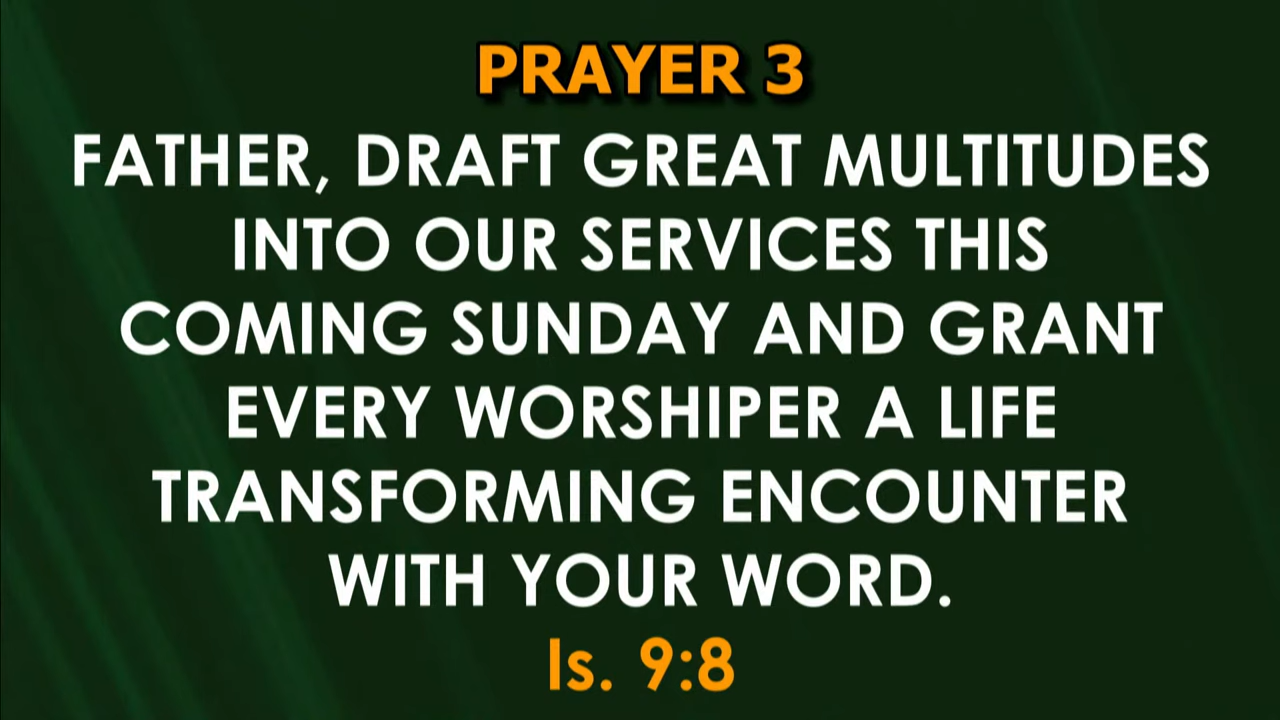 PRAYER 3
FATHER, DRAFT GREAT MULTITUDES
INTO OUR SERVICES THIS
COMING SUNDAY AND GRANT
EVERY WORSHIPER A LIFE
TRANSFORMING ENCOUNTER
WITH YOUR WORD.
Is. 9:8